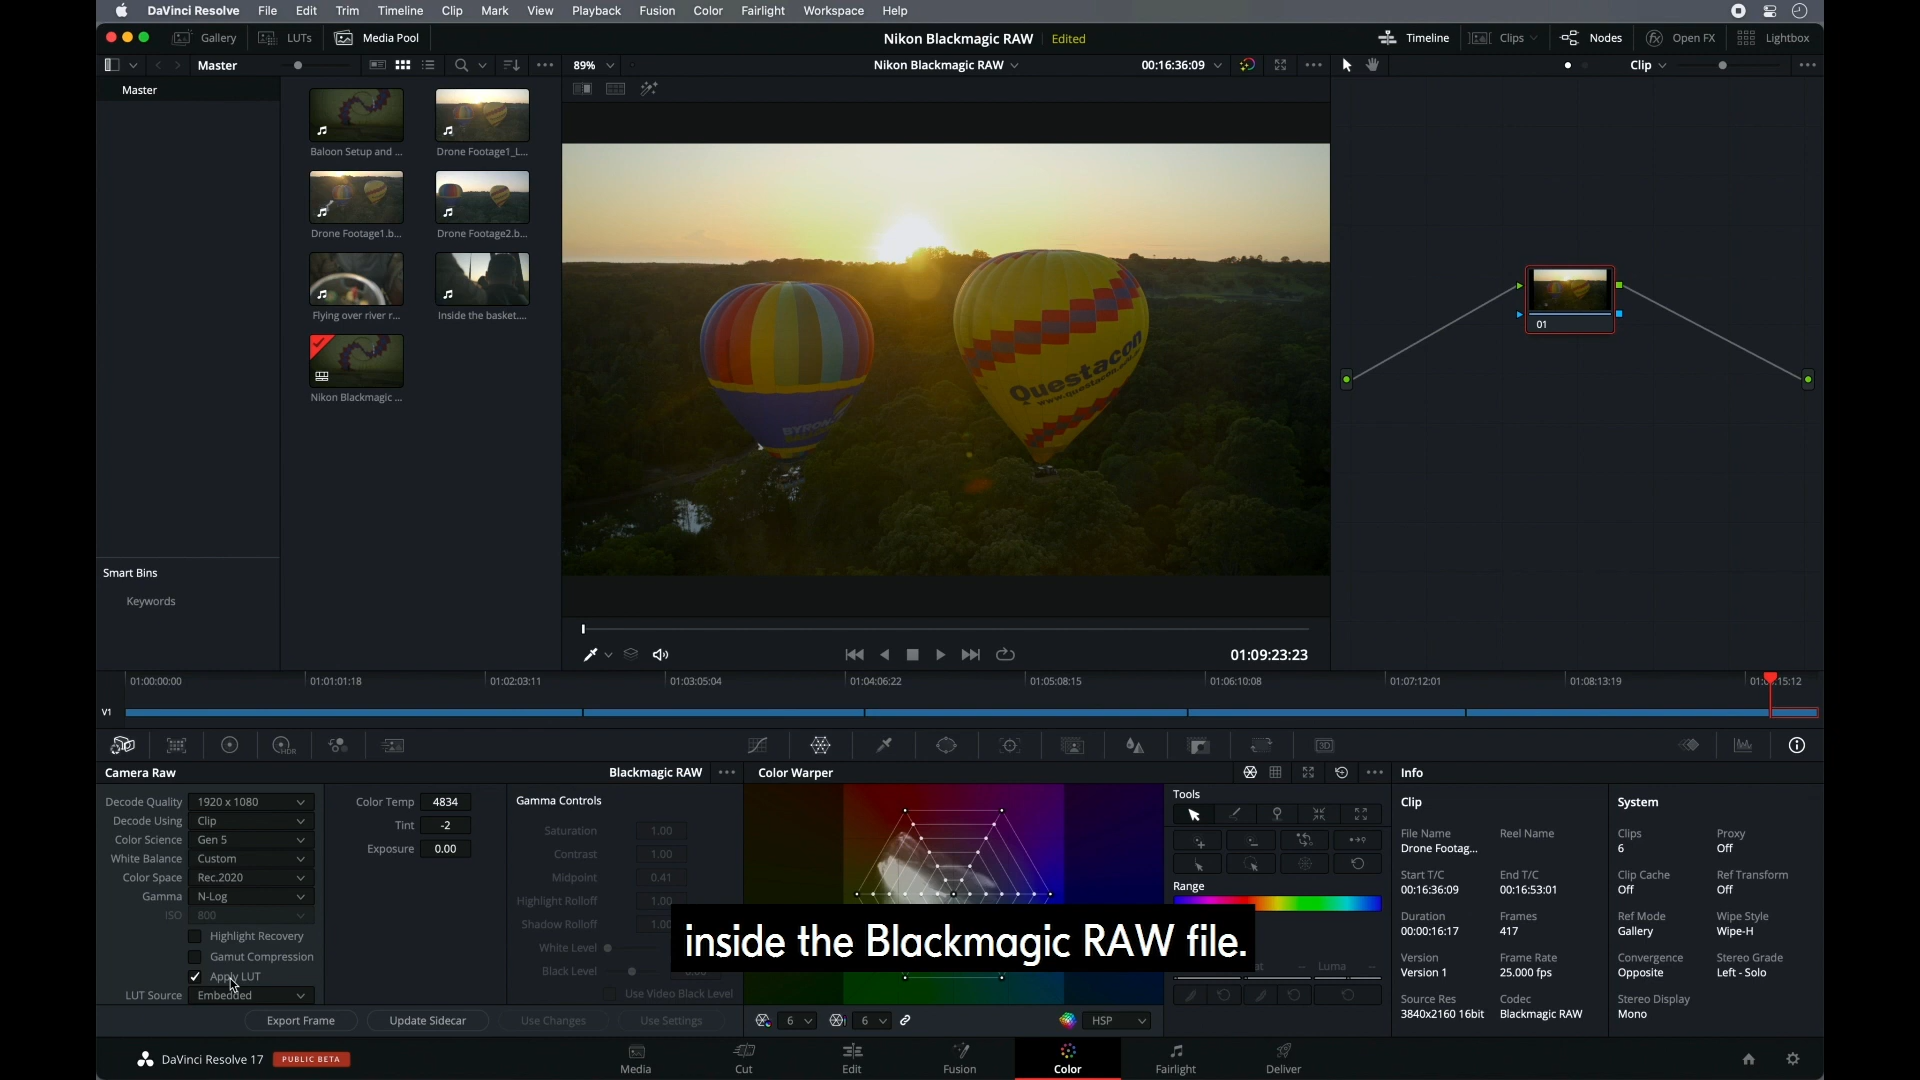 DaVinci Resolve File Edit Trim Timeline Clip Mark View Playback Fusion Color Fairlight Workspace Help
Gallery LUTs Media Pool Nikon Blackmagic RAW Edited Timeline Clips Nodes Open FX Lightbox
Master 89% Nikon Blackmagic RAW 00:16:36:09 Clip
Master
Baloon Setup and ... Drone Footage1_L...
Drone Footage1.b... Drone Footage2.b...
Flying over river r... Inside the basket....
Nikon Blackmagic ...
Questacon
www.questacon.edu
BYRON
01
Smart Bins
Keywords
01:09:23:23
01:00:00:00 01:01:01:18 01:02:03:11 01:03:05:04 01:04:06:22 01:05:08:15 01:06:10:08 01:07:12:01 01:08:13:19
V1
HDR 3D
Camera Raw Blackmagic RAW Color Warper Info
Decode Quality 1920 x 1080
Decode Using Clip
Color Science Gen 5
White Balance Custom
Color Space Rec.2020
Gamma N-Log
ISO 800
Highlight Recovery
Gamut Compression
Apply LUT
LUT Source Embedded
Color Temp 4834
Tint -2
Exposure 0.00
Gamma Controls
Saturation 1.00
Contrast 1.00
Midpoint 0.41
Highlight Rolloff 1.00
Shadow Rolloff 1.00
White Level
Black Level
Use Video Black Level
Export Frame Update Sidecar Use Changes Use Settings
6 6 HSP
Tools
Range
Luma
inside the Blackmagic RAW file.
Clip
File Name Reel Name
Drone Footag...
Start T/C End T/C
00:16:36:09 00:16:53:01
Duration Frames
00:00:16:17 417
Version Frame Rate
Version 1 25.000 fps
Source Res Codec
3840x2160 16bit Blackmagic RAW
System
Clips Proxy
6 Off
Clip Cache Ref Transform
Off Off
Ref Mode Wipe Style
Gallery Wipe-H
Convergence Stereo Grade
Opposite Left - Solo
Stereo Display
Mono
DaVinci Resolve 17 PUBLIC BETA
Media Cut Edit Fusion Color Fairlight Deliver